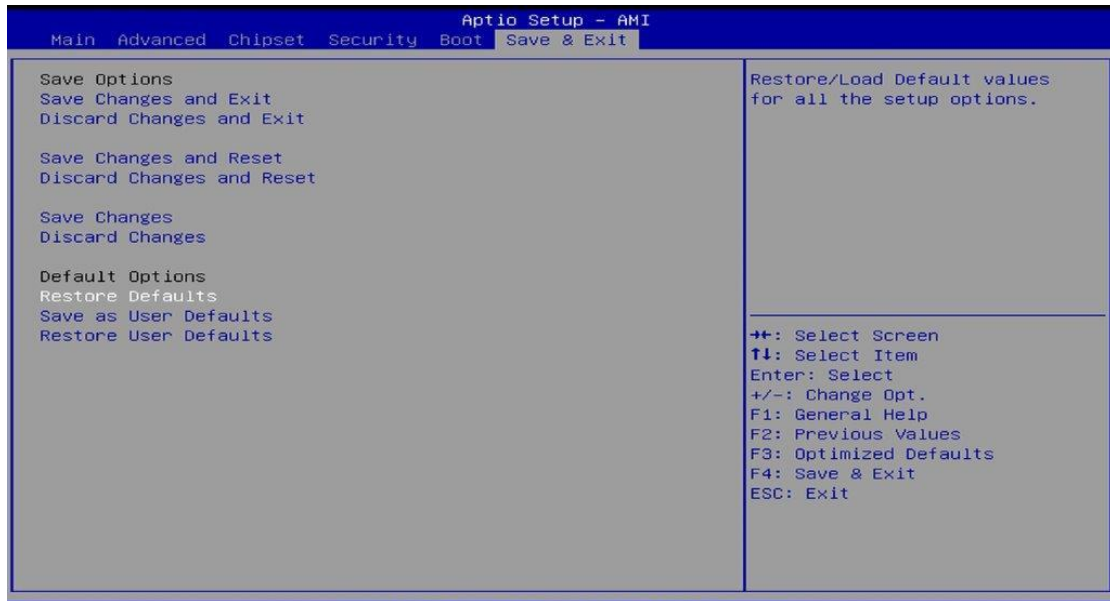 Aptio Setup – AMI
Main Advanced Chipset Security Boot Save & Exit
Save Options
Save Changes and Exit
Discard Changes and Exit
Save Changes and Reset
Discard Changes and Reset
Save Changes
Discard Changes
Default Options
Restore Defaults
Save as User Defaults
Restore User Defaults
Restore/Load Default values
for all the setup options.
→←: Select Screen
↑↓: Select Item
Enter: Select
+/-: Change Opt.
F1: General Help
F2: Previous Values
F3: Optimized Defaults
F4: Save & Exit
ESC: Exit